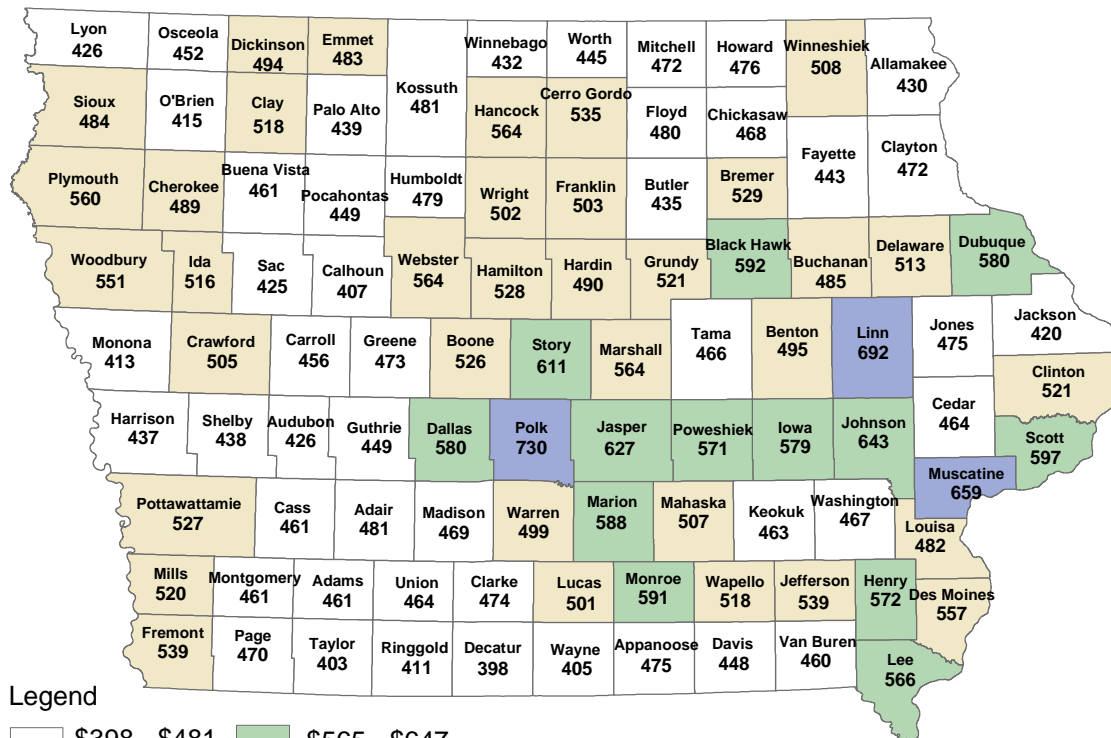 Lyon
426
Osceola
452
Dickinson
494
Emmet
483
Kossuth
481
Winnebago
432
Worth
445
Mitchell
472
Howard
476
Winneshiek
508
Allamakee
430
Sioux
484
O'Brien
415
Clay
518
Palo Alto
439
Hancock
564
Cerro Gordo
535
Floyd
480
Chickasaw
468
Fayette
443
Clayton
472
Plymouth
560
Cherokee
489
Buena Vista
461
Pocahontas
449
Humboldt
479
Wright
502
Franklin
503
Butler
435
Bremer
529
Woodbury
551
Ida
516
Sac
425
Calhoun
407
Webster
564
Hamilton
528
Hardin
490
Grundy
521
Black Hawk
592
Buchanan
485
Delaware
513
Dubuque
580
Monona
413
Crawford
505
Carroll
456
Greene
473
Boone
526
Story
611
Marshall
564
Tama
466
Benton
495
Linn
692
Jones
475
Jackson
420
Clinton
521
Harrison
437
Shelby
438
Audubon
426
Guthrie
449
Dallas
580
Polk
730
Jasper
627
Poweshiek
571
Iowa
579
Johnson
643
Cedar
464
Scott
597
Muscatine
659
Pottawattamie
527
Cass
461
Adair
481
Madison
469
Warren
499
Marion
588
Mahaska
507
Keokuk
463
Washington
467
Louisa
482
Mills
520
Montgomery
461
Adams
461
Union
464
Clarke
474
Lucas
501
Monroe
591
Wapello
518
Jefferson
539
Henry
572
Des Moines
557
Fremont
539
Page
470
Taylor
403
Ringgold
411
Decatur
398
Wayne
405
Appanoose
475
Davis
448
Van Buren
460
Lee
566
Legend
$398 - $481
$565 - $647